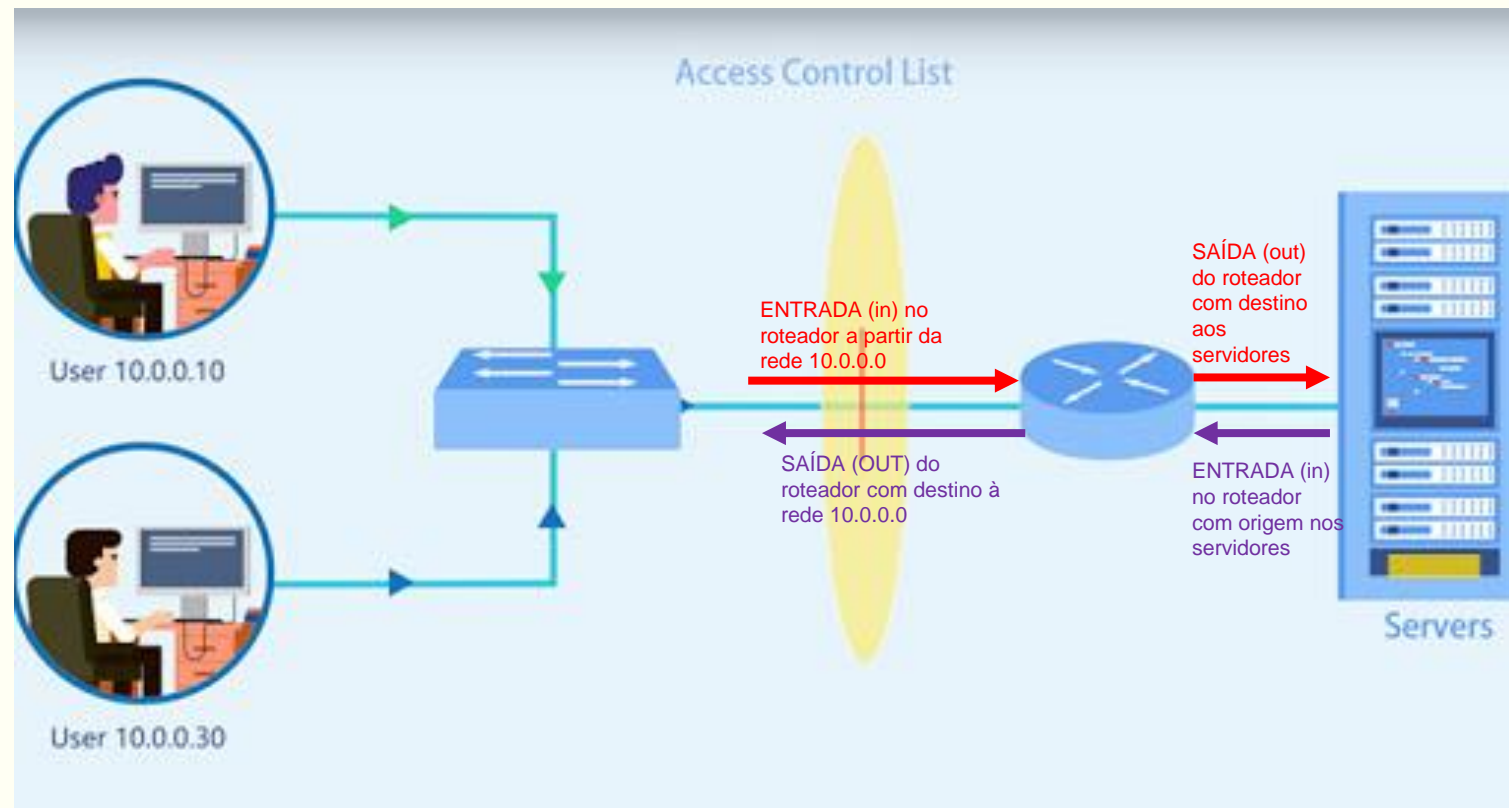 Access Control List
User 10.0.0.10
ENTRADA (in) no
roteador a partir da
rede 10.0.0.0
SAÍDA (out)
do roteador
com destino
aos
servidores
SAÍDA (OUT) do
roteador com destino à
rede 10.0.0.0
ENTRADA (in)
no roteador
com origem nos
servidores
Servers
User 10.0.0.30